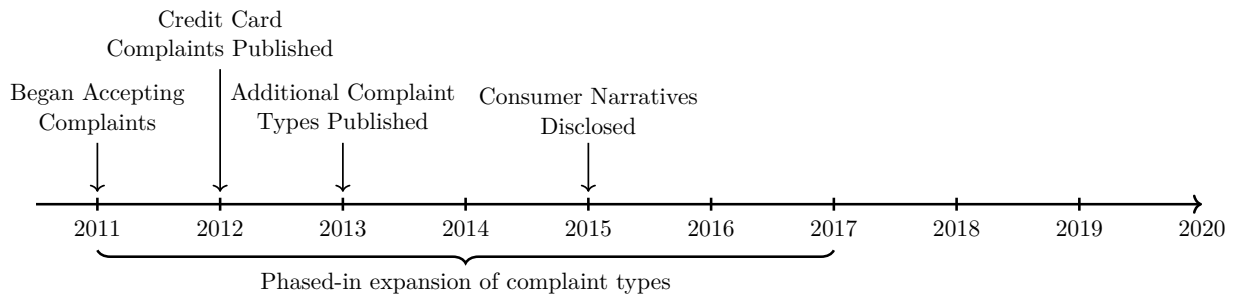 Credit Card
Complaints Published
Began Accepting
Complaints
Additional Complaint
Types Published
Consumer Narratives
Disclosed
2011 2012 2013 2014 2015 2016 2017 2018 2019 2020
Phased-in expansion of complaint types